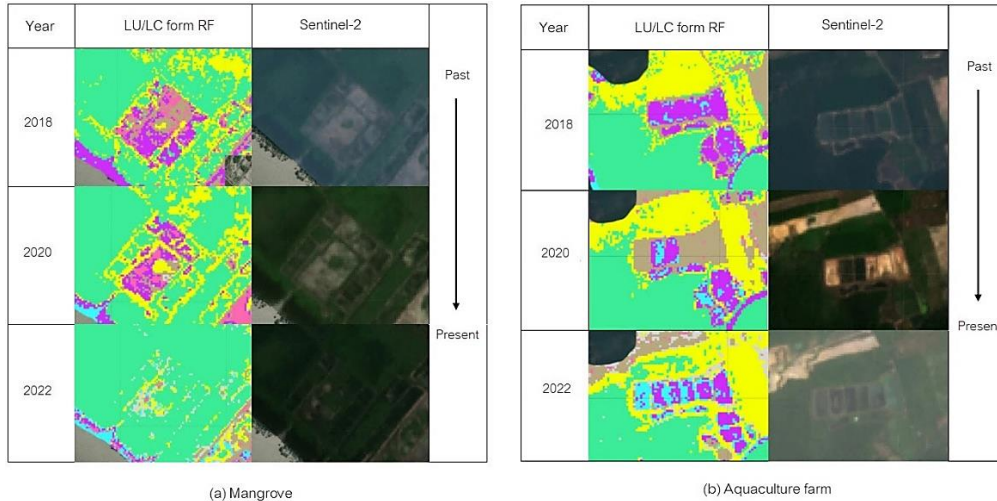 Year LU/LC form RF Sentinel-2
2018
2020
2022
Past
Present
(a) Mangrove
Year LU/LC form RF Sentinel-2
2018
2020
2022
Past
Present
(b) Aquaculture farm